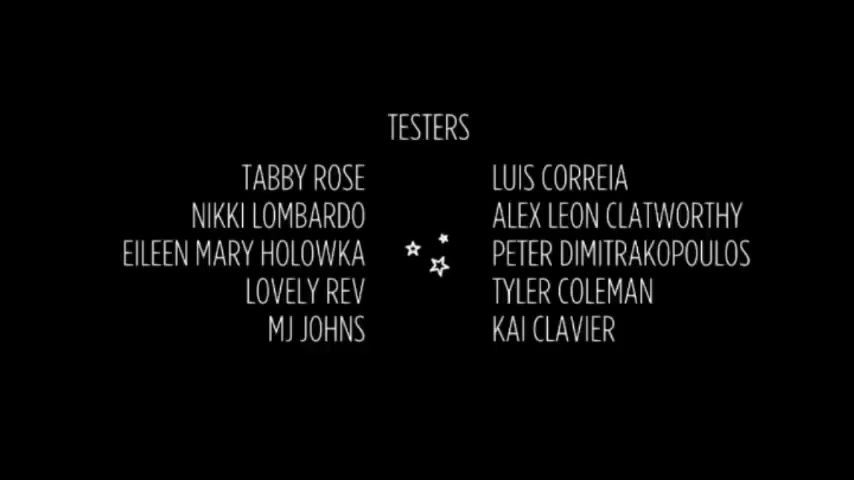 TESTERS
TABBY ROSE
NIKKI LOMBARDO
EILEEN MARY HOLOWKA
LOVELY REV
MJ JOHNS
LUIS CORREIA
ALEX LEON CLATWORTHY
PETER DIMITRAKOPOULOS
TYLER COLEMAN
KAI CLAVIER